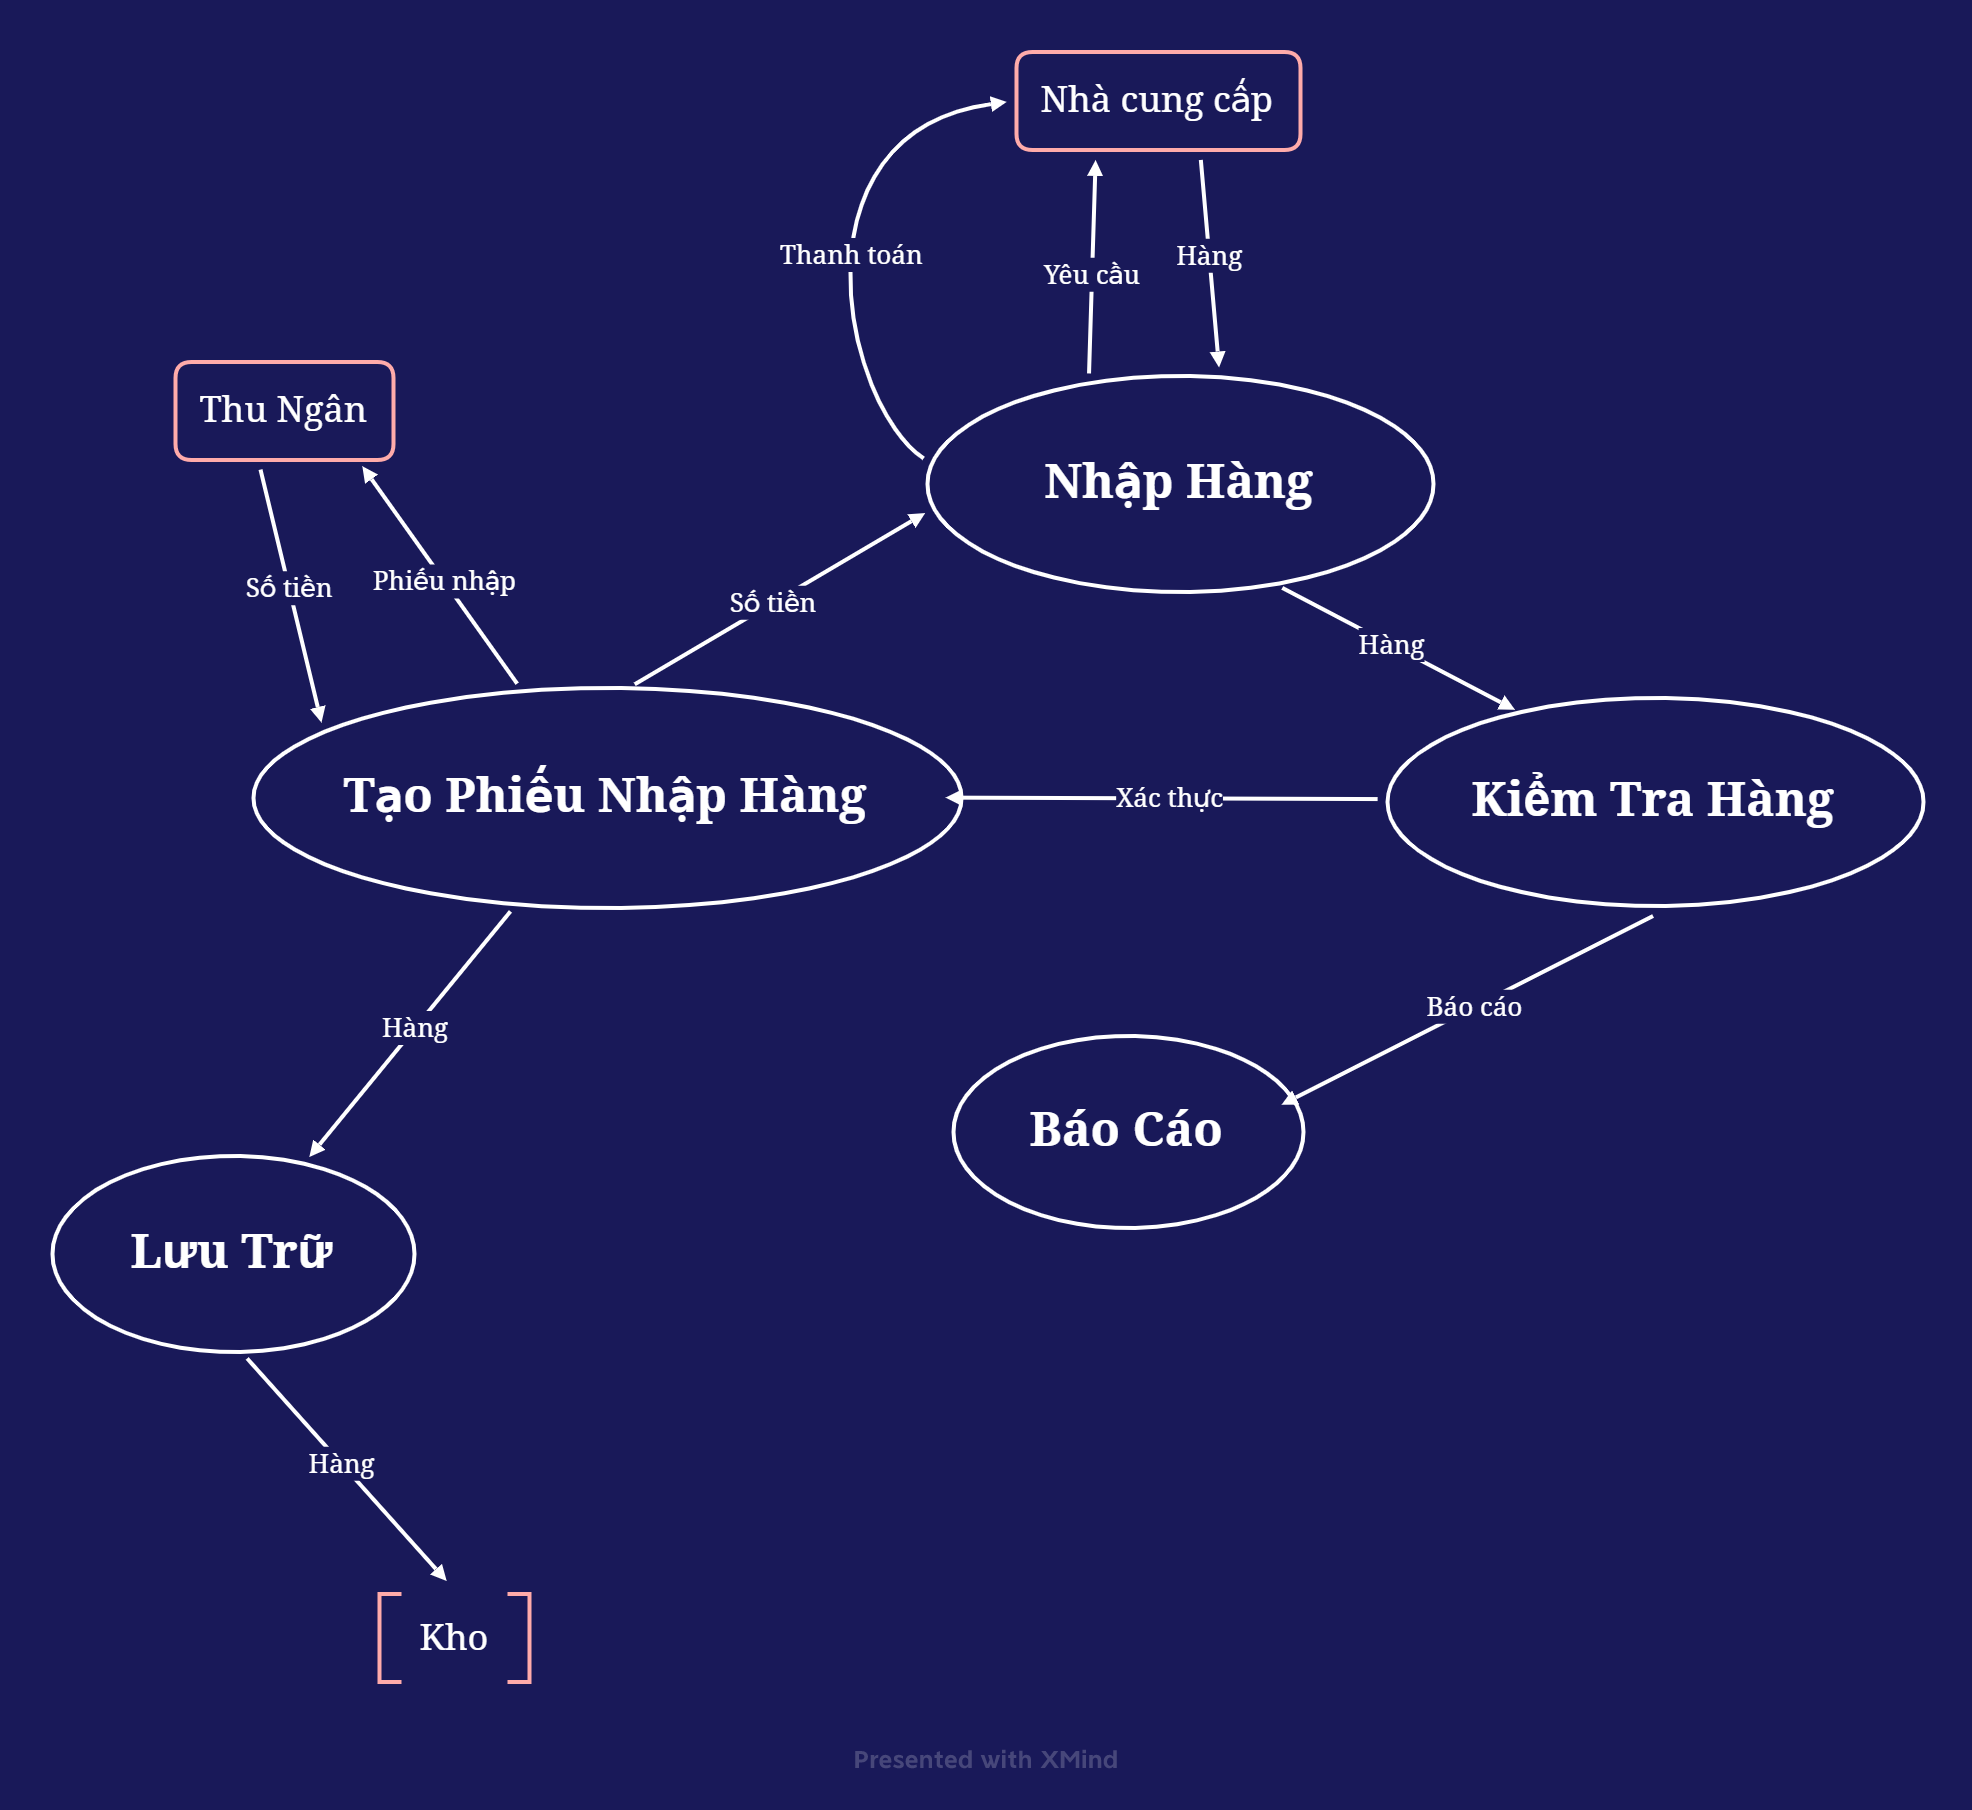 Nhà cung cấp
Thanh toán
Yêu cầu
Hàng
Thu Ngân
Nhập Hàng
Số tiền
Phiếu nhập
Số tiền
Hàng
Tạo Phiếu Nhập Hàng
Xác thực
Kiểm Tra Hàng
Hàng
Báo cáo
Báo Cáo
Lưu Trữ
Hàng
Kho
Presented with XMind